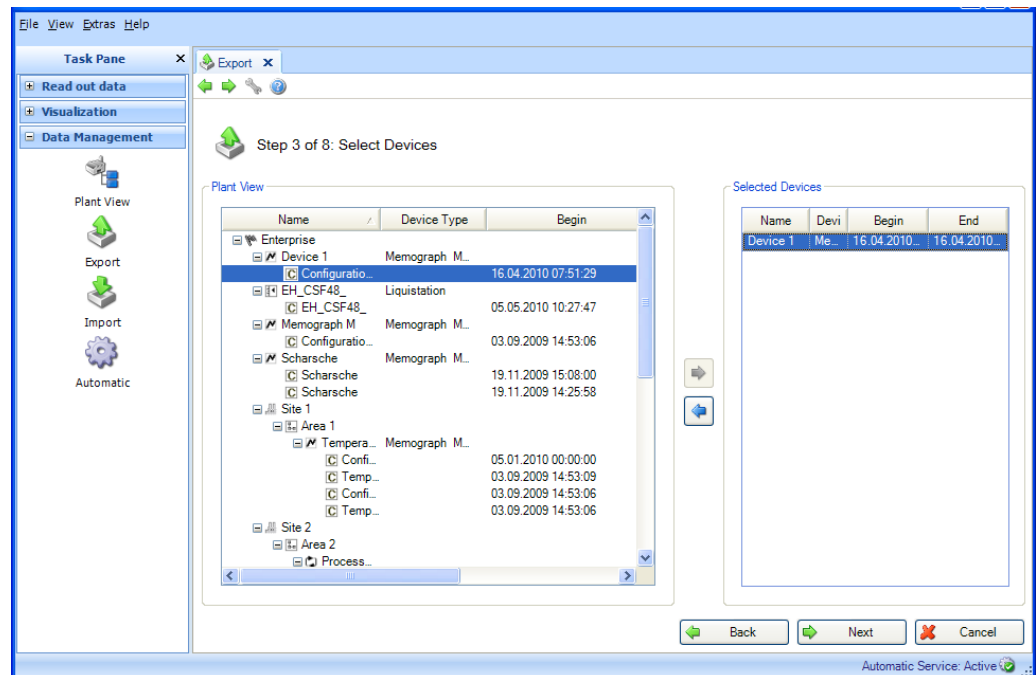 File View Extras Help
Task Pane x
Export x
Read out data
Visualization
Data Management
Plant View
Export
Import
Automatic
Step 3 of 8: Select Devices
Plant View
Name Device Type Begin
Enterprise
Device 1 Memograph M...
C Configuratio... 16.04.2010 07:51:29
EH_CSF48_ Liquistation
C EH_CSF48_ 05.05.2010 10:27:47
Memograph M Memograph M...
C Configuratio... 03.09.2009 14:53:06
Scharsche Memograph M...
C Scharsche 19.11.2009 15:08:00
C Scharsche 19.11.2009 14:25:58
Site 1
Area 1
Tempera... Memograph M...
C Confi... 05.01.2010 00:00:00
C Temp... 03.09.2009 14:53:09
C Confi... 03.09.2009 14:53:06
C Temp... 03.09.2009 14:53:06
Site 2
Area 2
Process...
Selected Devices
Name Devi Begin End
Device 1 Me... 16.04.2010... 16.04.2010...
Back Next Cancel
Automatic Service: Active